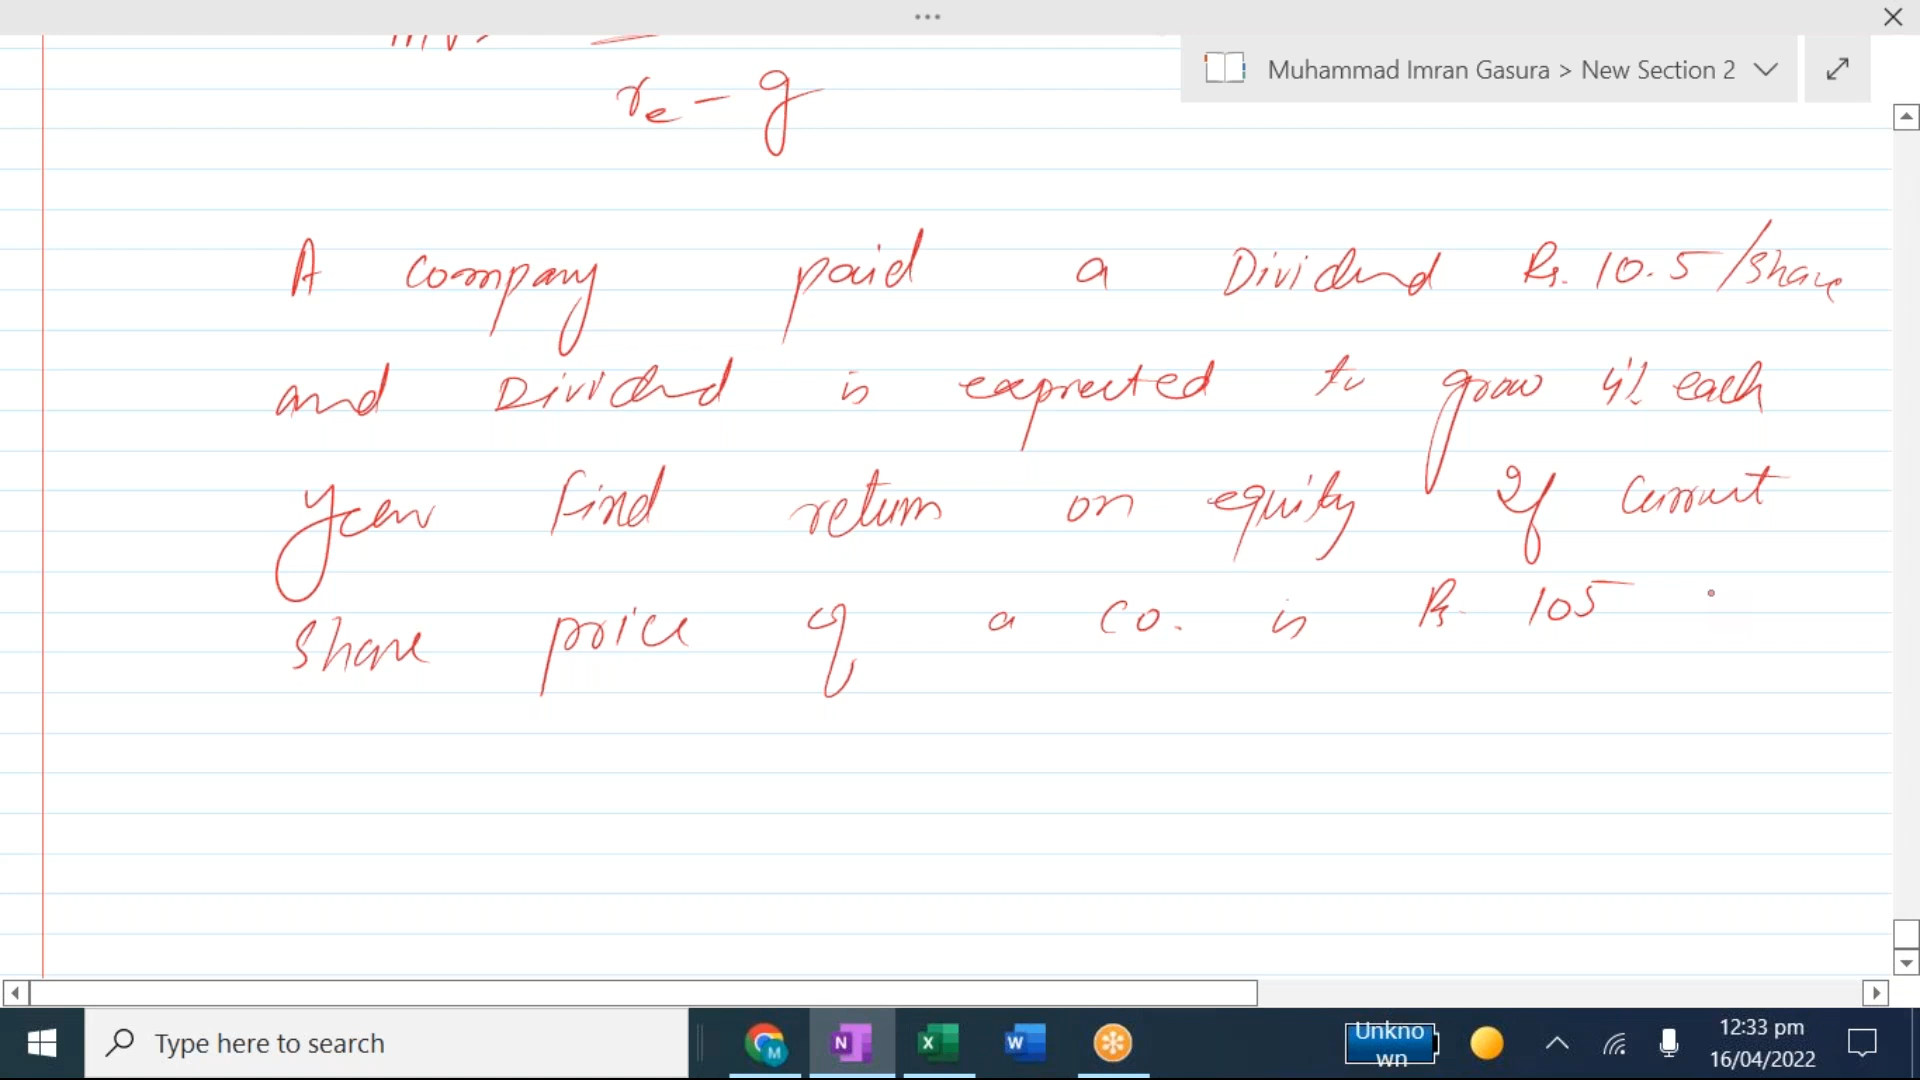 Muhammad Imran Gasura > New Section 2
re - g
A company paid a Dividend Rs. 10.5/share
and Dividend is expected to grow 4% each
year Find return on equity If current
share price of a co. is Rs. 105
Type here to search
Unkno
wn
12:33 pm
16/04/2022